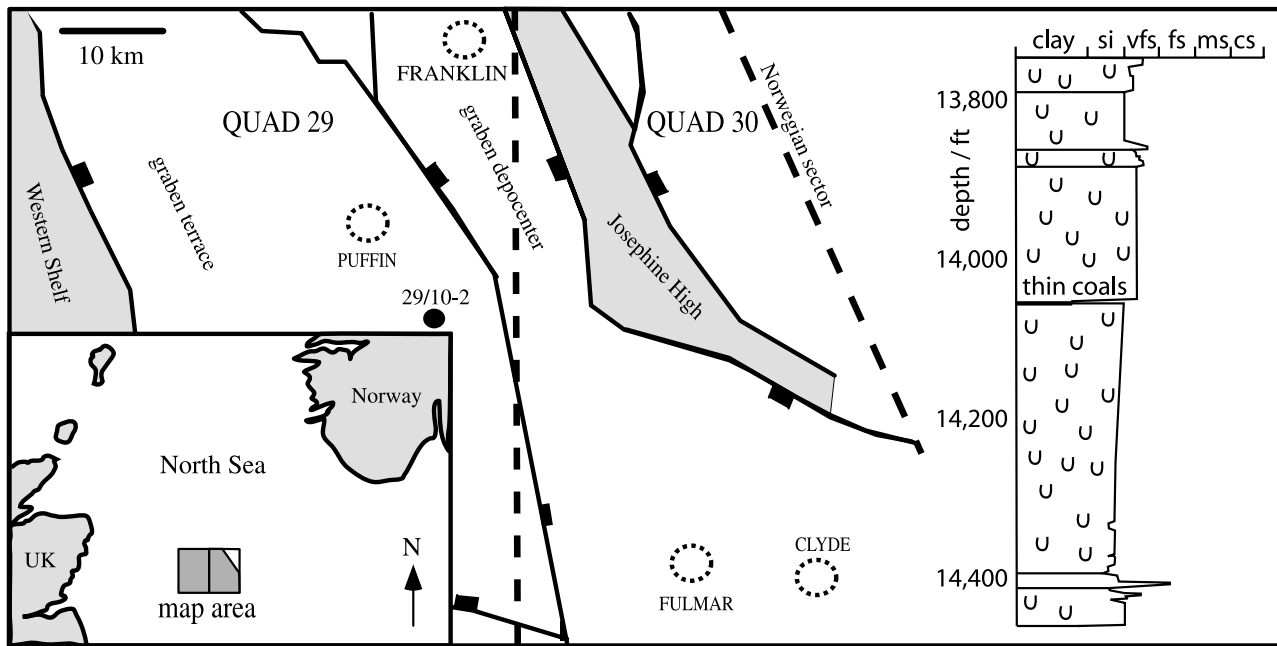 10 km
FRANKLIN
QUAD 29
QUAD 30
Norwegian sector
graben depocenter
graben terrace
Western Shelf
PUFFIN
Josephine High
29/10-2
Norway
North Sea
UK
N
map area
FULMAR
CLYDE
clay si vfs fs ms cs
depth / ft
13,800
14,000
thin coals
14,200
14,400